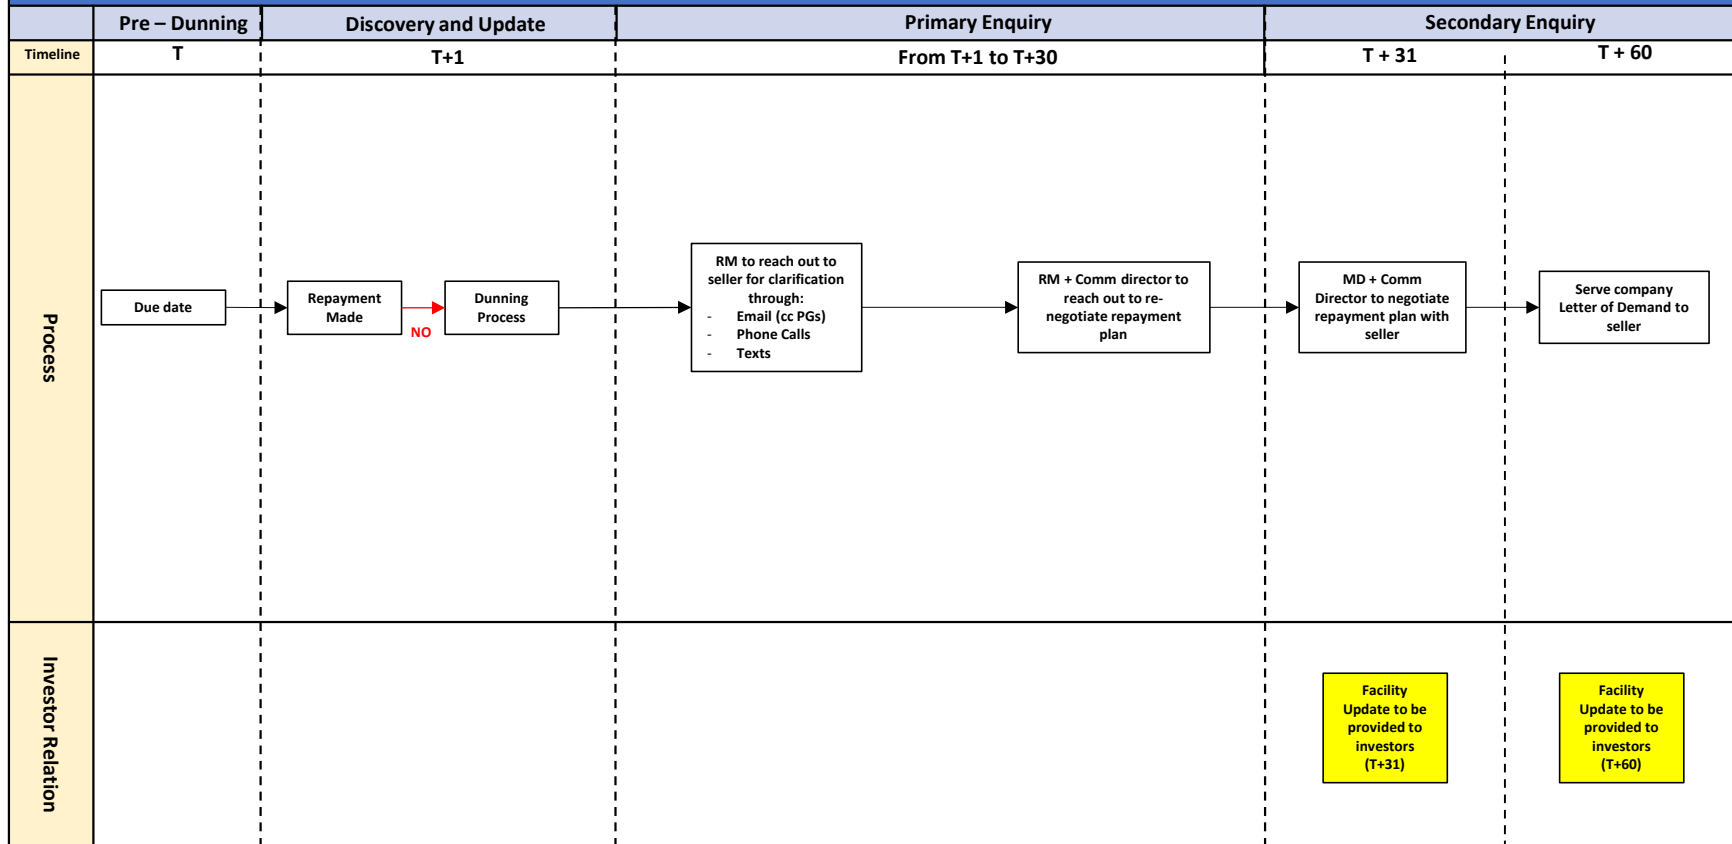 Pre – Dunning
Discovery and Update
Primary Enquiry
Secondary Enquiry
Timeline
T
T+1
From T+1 to T+30
T + 31
T + 60
Process
Due date
Repayment
Made
NO
Dunning
Process
RM to reach out to
seller for clarification
through:
- Email (cc PGs)
- Phone Calls
- Texts
RM + Comm director to
reach out to re-
negotiate repayment
plan
MD + Comm
Director to negotiate
repayment plan with
seller
Serve company
Letter of Demand to
seller
Investor Relation
Facility
Update to be
provided to
investors
(T+31)
Facility
Update to be
provided to
investors
(T+60)